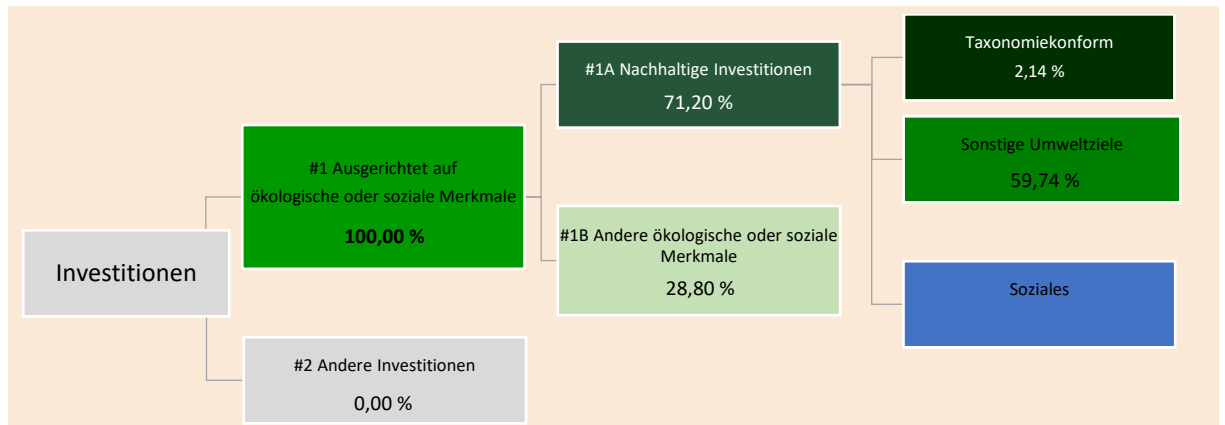 Investitionen
#1 Ausgerichtet auf
ökologische oder soziale Merkmale
100,00 %
#2 Andere Investitionen
0,00 %
#1A Nachhaltige Investitionen
71,20 %
#1B Andere ökologische oder soziale
Merkmale
28,80 %
Taxonomiekonform
2,14 %
Sonstige Umweltziele
59,74 %
Soziales